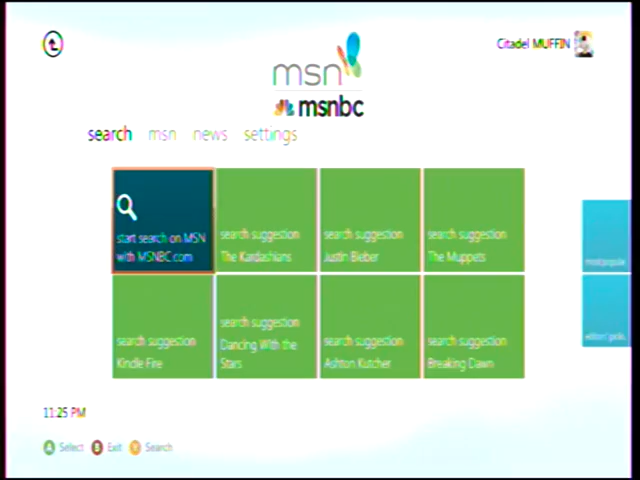 Citadel MUFFIN
msn
msnbc
search msn news settings
start search on MSN
with MSNBC.com
search suggestion
The Kardashians
search suggestion
Justin Bieber
search suggestion
The Muppets
most popular
search suggestion
Kindle Fire
search suggestion
Dancing With the
Stars
search suggestion
Ashton Kutcher
search suggestion
Breaking Dawn
editors' picks
11:25 PM
A Select B Exit Y Search